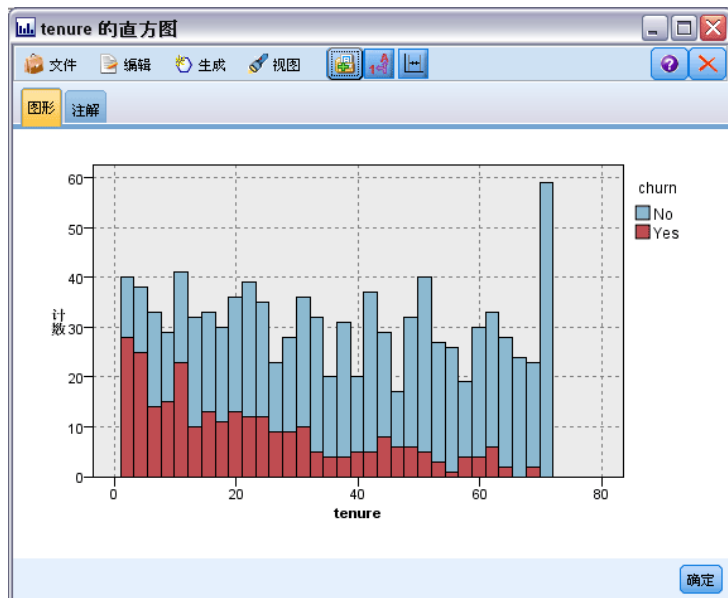 tenure 的直方图
文件 编辑 生成 视图
图形 注解
60
50
40
30
20
10
0
计数
0 20 40 60 80
tenure
churn
No
Yes
确定